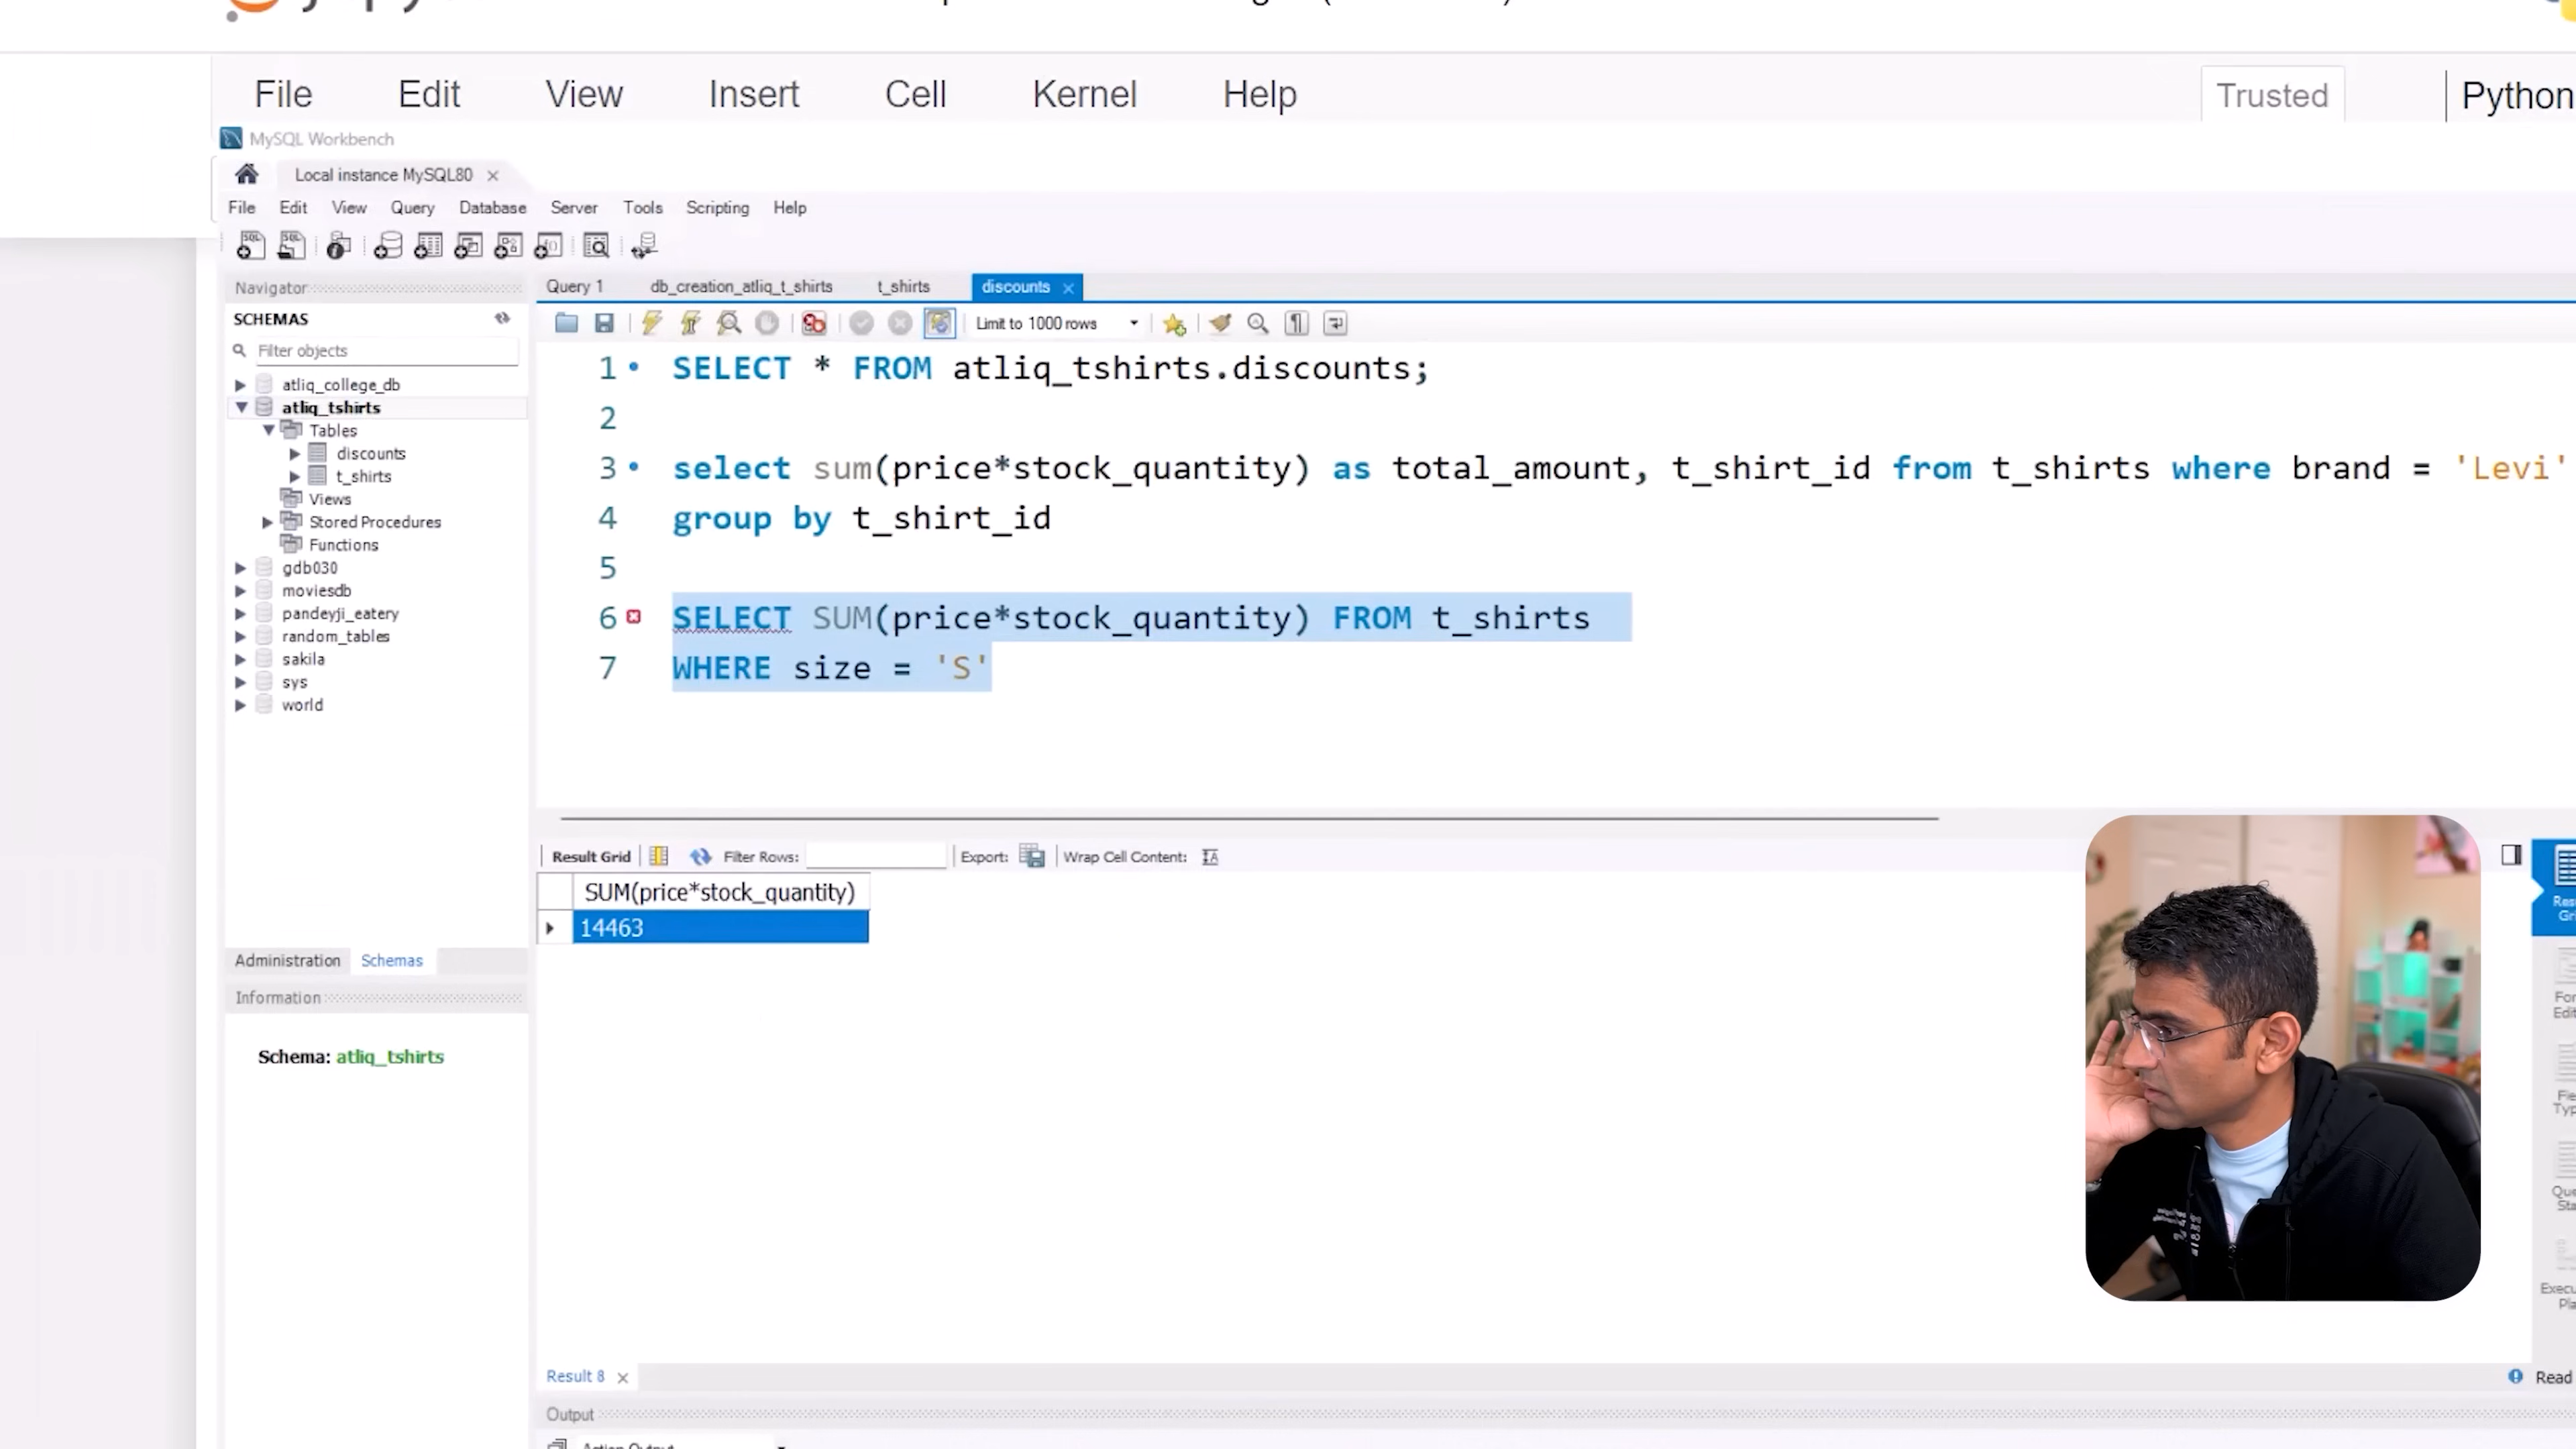 File Edit View Insert Cell Kernel Help Trusted Python
MySQL Workbench
Local instance MySQL80
File Edit View Query Database Server Tools Scripting Help
Navigator
SCHEMAS
Filter objects
atliq_college_db
atliq_tshirts
Tables
discounts
t_shirts
Views
Stored Procedures
Functions
gdb030
moviesdb
pandeyji_eatery
random_tables
sakila
sys
world
Administration Schemas
Information
Schema: atliq_tshirts
Query 1 db_creation_atliq_t_shirts t_shirts discounts
Limit to 1000 rows
1 SELECT * FROM atliq_tshirts.discounts;
2
3 select sum(price*stock_quantity) as total_amount, t_shirt_id from t_shirts where brand = 'Levi'
4 group by t_shirt_id
5
6 SELECT SUM(price*stock_quantity) FROM t_shirts
7 WHERE size = 'S'
Result Grid Filter Rows: Export: Wrap Cell Content:
SUM(price*stock_quantity)
14463
Result 8
Read
Output
Action Output